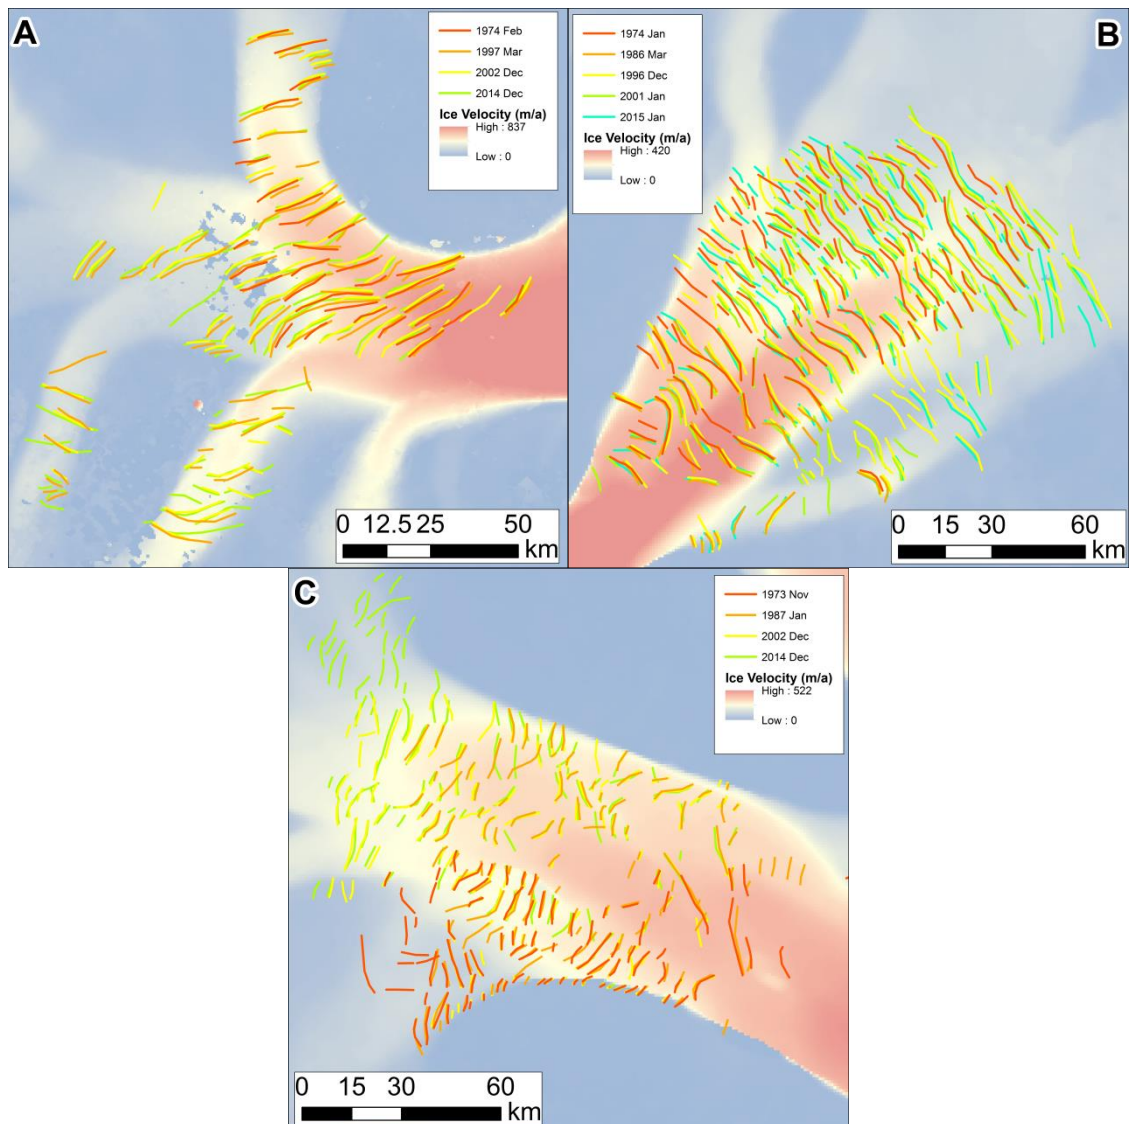 A
1974 Feb
1997 Mar
2002 Dec
2014 Dec
Ice Velocity (m/a)
High : 837
Low : 0
0 12.5 25 50
km
B
1974 Jan
1986 Mar
1996 Dec
2001 Jan
2015 Jan
Ice Velocity (m/a)
High : 420
Low : 0
0 15 30 60
km
C
1973 Nov
1987 Jan
2002 Dec
2014 Dec
Ice Velocity (m/a)
High : 522
Low : 0
0 15 30 60
km